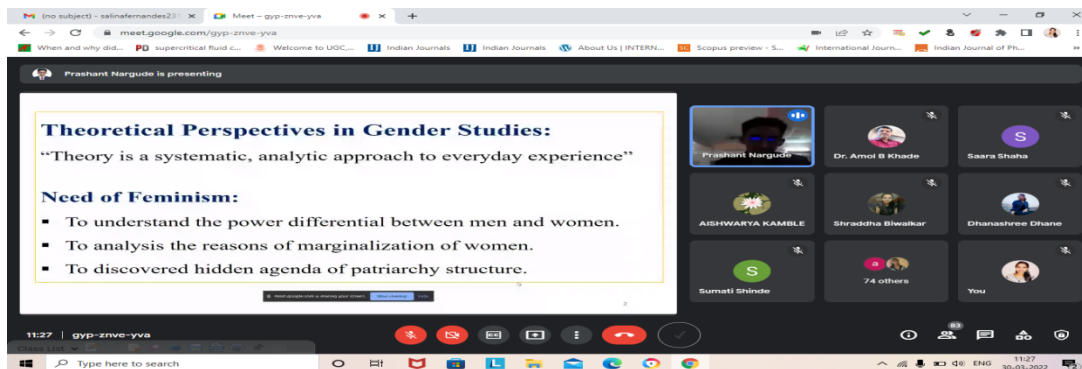 (no subject) - salinafernandes23
Meet – gyp-znve-yva
meet.google.com/gyp-znve-yva
When and why did...
supercritical fluid c...
Welcome to UGC,...
Indian Journals
Indian Journals
About Us | INTERN...
Scopus preview - S...
International Journ...
Indian Journal of Ph...
Prashant Nargude is presenting
Theoretical Perspectives in Gender Studies:
“Theory is a systematic, analytic approach to everyday experience”
Need of Feminism:
▪ To understand the power differential between men and women.
▪ To analysis the reasons of marginalization of women.
▪ To discovered hidden agenda of patriarchy structure.
2
Prashant Nargude
Dr. Amol B Khade
S
Saara Shaha
AISHWARYA KAMBLE
Shraddha Biwalkar
Dhanashree Dhane
S
Sumati Shinde
a
74 others
You
11:27 | gyp-znve-yva
83
Class List
Type here to search
ENG
11:27
30-03-2022